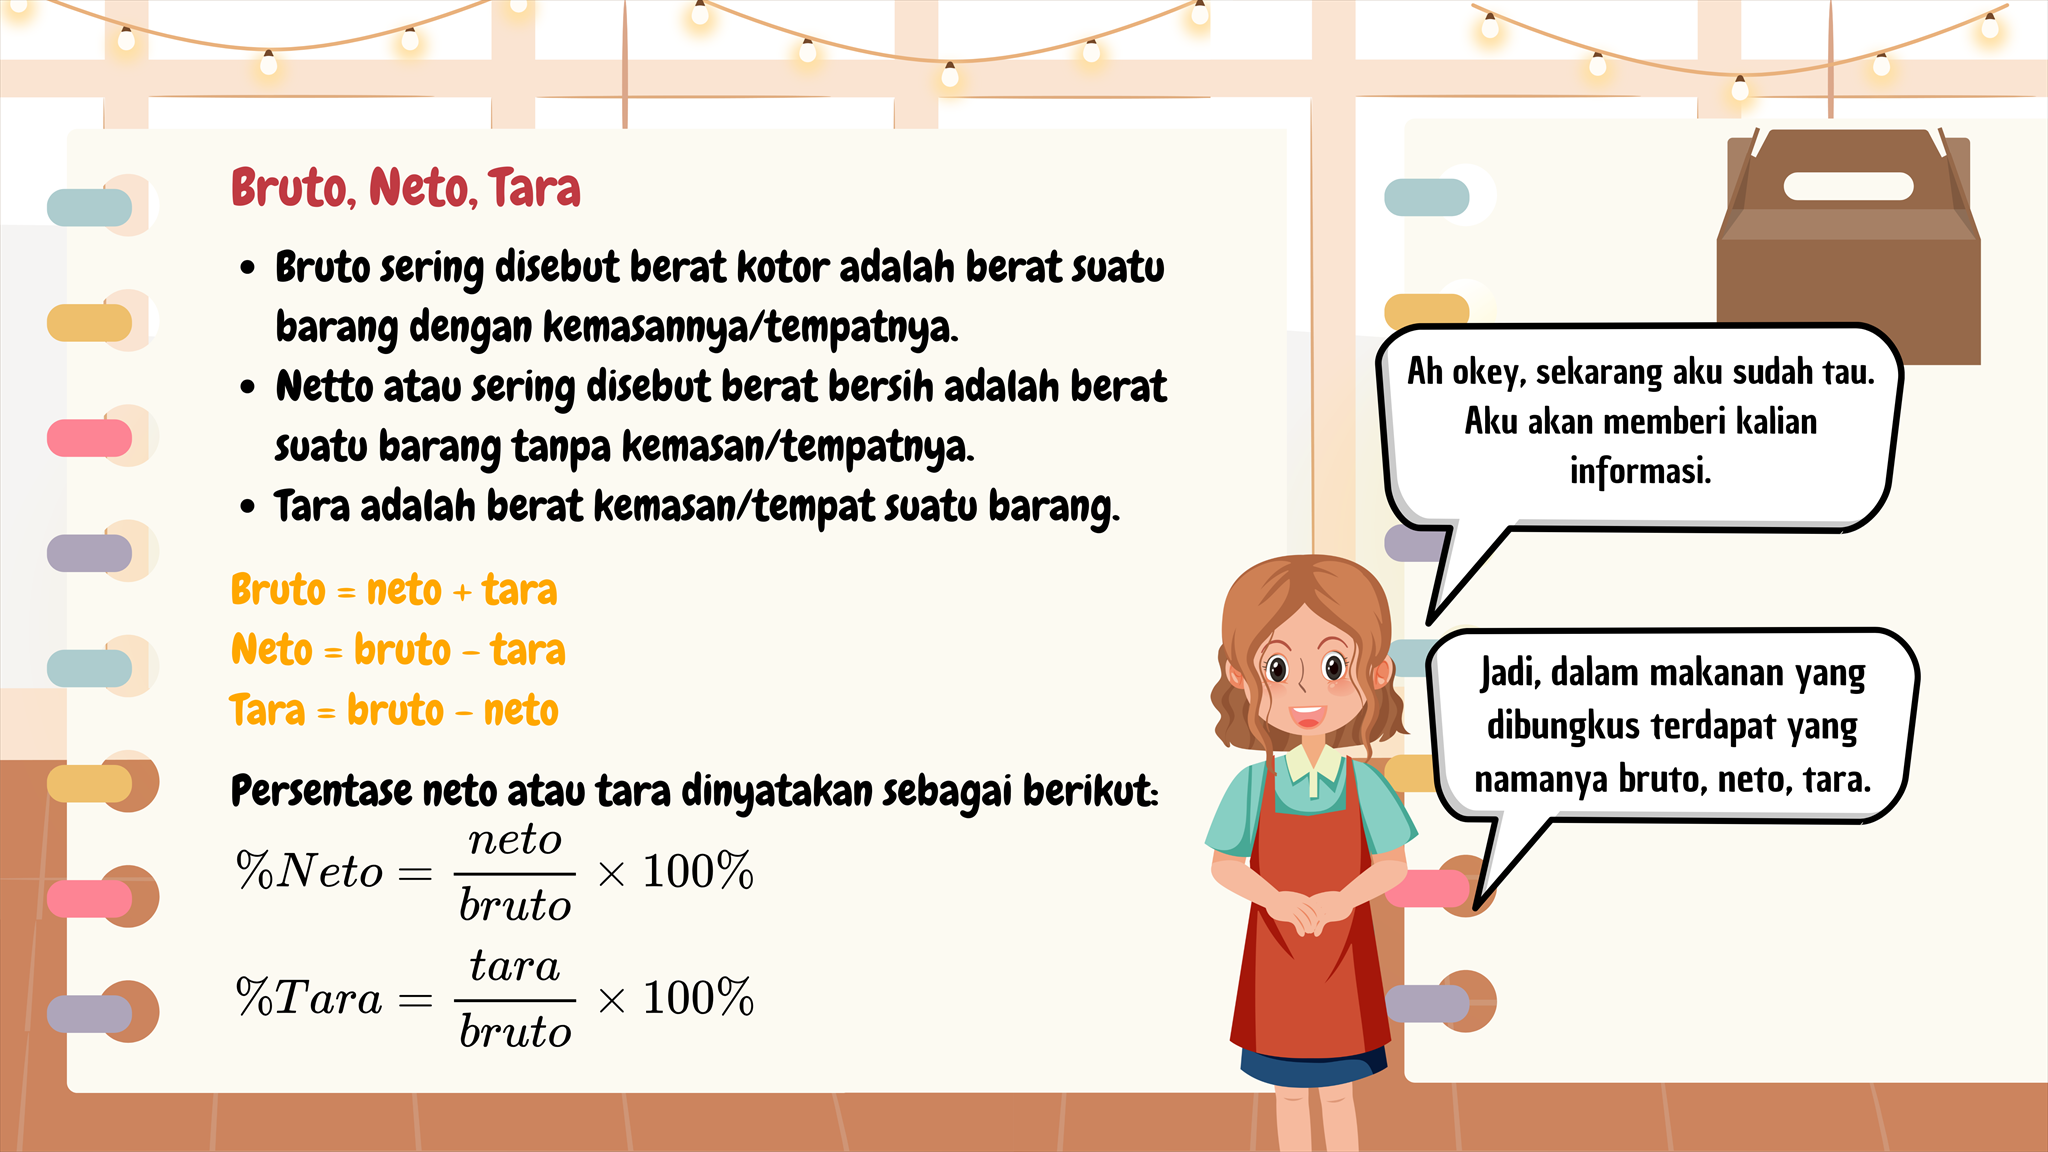 Bruto, Neto, Tara
• Bruto sering disebut berat kotor adalah berat suatu
barang dengan kemasannya/tempatnya.
• Netto atau sering disebut berat bersih adalah berat
suatu barang tanpa kemasan/tempatnya.
• Tara adalah berat kemasan/tempat suatu barang.
Bruto = neto + tara
Neto = bruto - tara
Tara = bruto - neto
Persentase neto atau tara dinyatakan sebagai berikut:
%Neto = neto/bruto × 100%
%Tara = tara/bruto × 100%
Ah okey, sekarang aku sudah tau.
Aku akan memberi kalian
informasi.
Jadi, dalam makanan yang
dibungkus terdapat yang
namanya bruto, neto, tara.